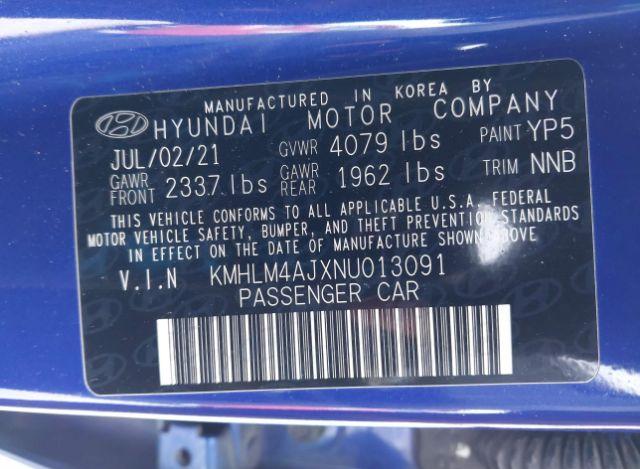 MANUFACTURED IN KOREA BY
HYUNDAI MOTOR COMPANY
JUL/02/21 GVWR 4079 lbs PAINT YP5
GAWR FRONT 2337 lbs GAWR REAR 1962 lbs TRIM NNB
THIS VEHICLE CONFORMS TO ALL APPLICABLE U.S.A. FEDERAL
MOTOR VEHICLE SAFETY, BUMPER, AND THEFT PREVENTION STANDARDS
IN EFFECT ON THE DATE OF MANUFACTURE SHOWN ABOVE.
V.I.N KMHLM4AJXNU013091
PASSENGER CAR